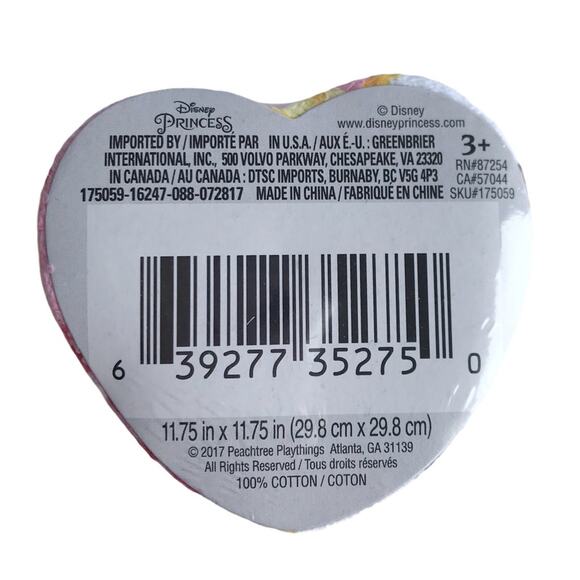 Disney
PRINCESS
© Disney
www.disneyprincess.com
IMPORTED BY / IMPORTÉ PAR IN U.S.A. / AUX É.-U. : GREENBRIER
INTERNATIONAL, INC., 500 VOLVO PARKWAY, CHESAPEAKE, VA 23320
IN CANADA / AU CANADA : DTSC IMPORTS, BURNABY, BC V5G 4P3
175059-16247-088-072817 MADE IN CHINA / FABRIQUÉ EN CHINE
3+
RN#87254
CA#57044
SKU#175059
6 39277 35275 0
11.75 in x 11.75 in (29.8 cm x 29.8 cm)
© 2017 Peachtree Playthings Atlanta, GA 31139
All Rights Reserved / Tous droits réservés
100% COTTON / COTON